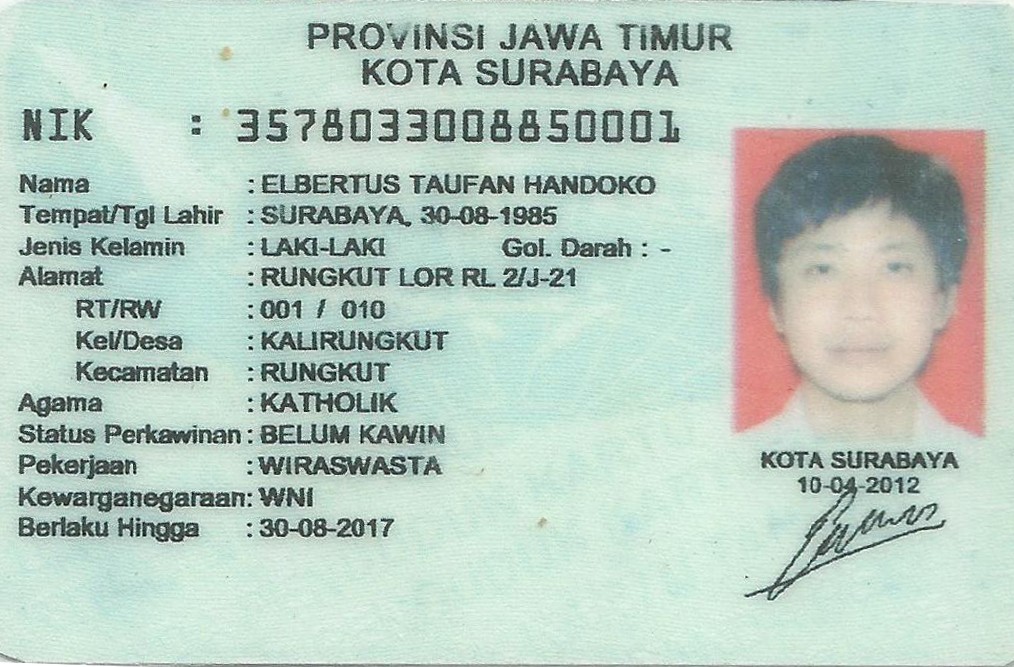 PROVINSI JAWA TIMUR
KOTA SURABAYA
NIK : 3578033008850001
Nama : ELBERTUS TAUFAN HANDOKO
Tempat/Tgl Lahir : SURABAYA, 30-08-1985
Jenis Kelamin : LAKI-LAKI Gol. Darah : -
Alamat : RUNGKUT LOR RL 2/J-21
RT/RW : 001 / 010
Kel/Desa : KALIRUNGKUT
Kecamatan : RUNGKUT
Agama : KATHOLIK
Status Perkawinan : BELUM KAWIN
Pekerjaan : WIRASWASTA
Kewarganegaraan: WNI
Berlaku Hingga : 30-08-2017
KOTA SURABAYA
10-04-2012